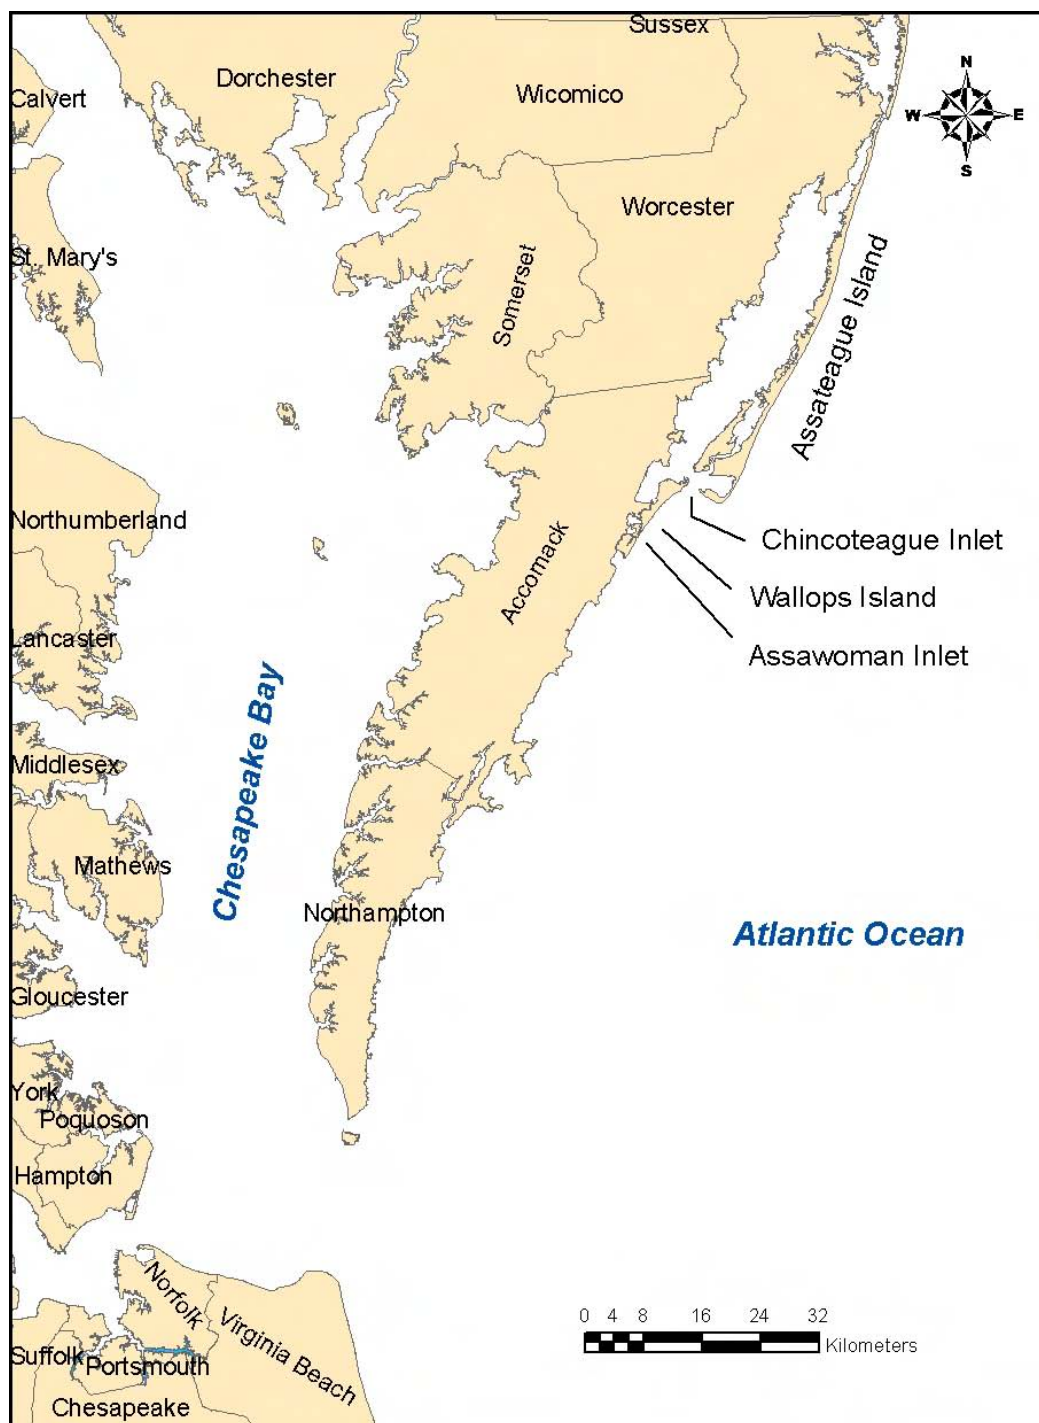 Sussex
Dorchester
Calvert
Wicomico
N
W
E
S
Worcester
St. Mary's
Somerset
Assateague Island
Northumberland
Chincoteague Inlet
Accomack
Wallops Island
Lancaster
Assawoman Inlet
Chesapeake Bay
Middlesex
Mathews
Northampton
Atlantic Ocean
Gloucester
York
Poquoson
Hampton
Norfolk
Virginia Beach
0 4 8 16 24 32
Kilometers
Suffolk
Portsmouth
Chesapeake